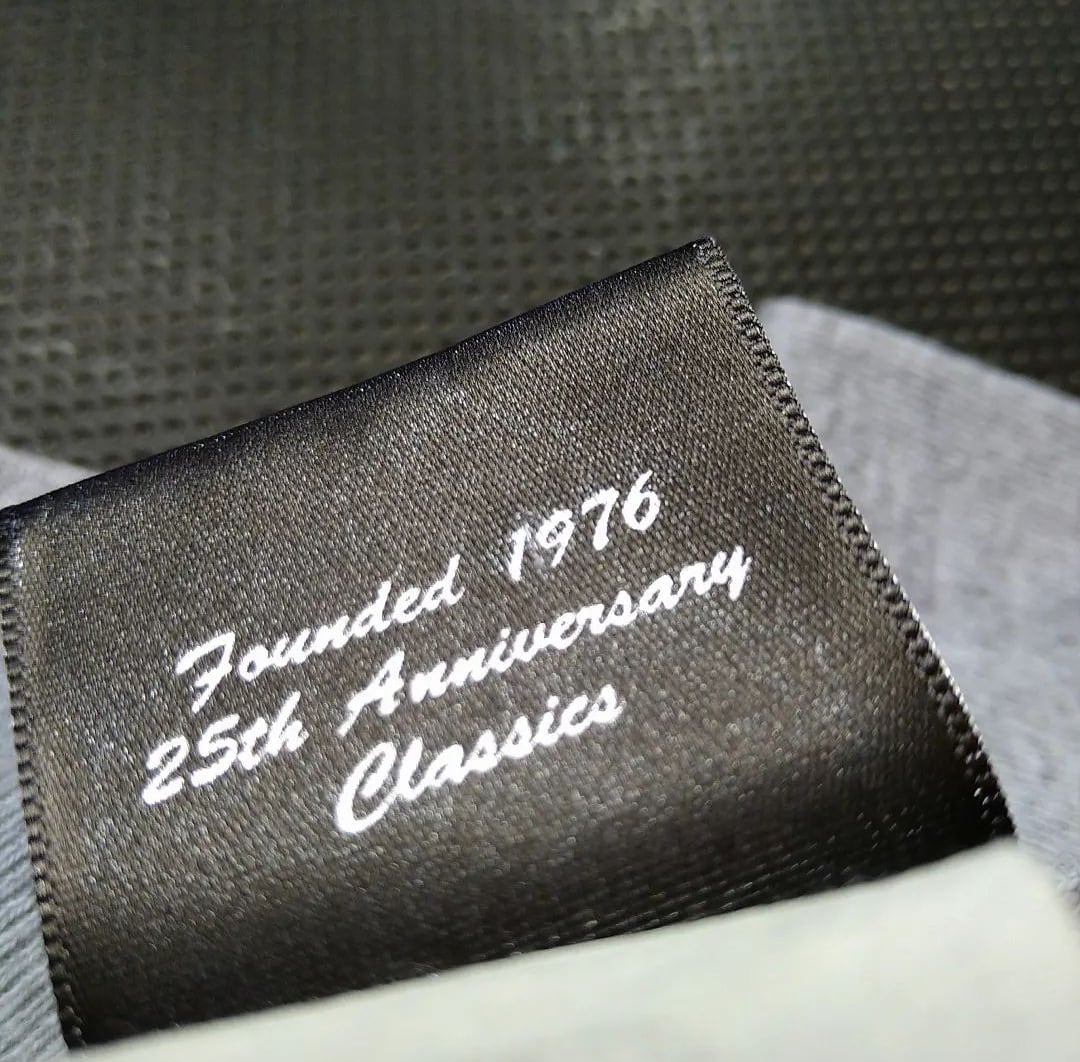 Founded 1976
25th Anniversary
Classics